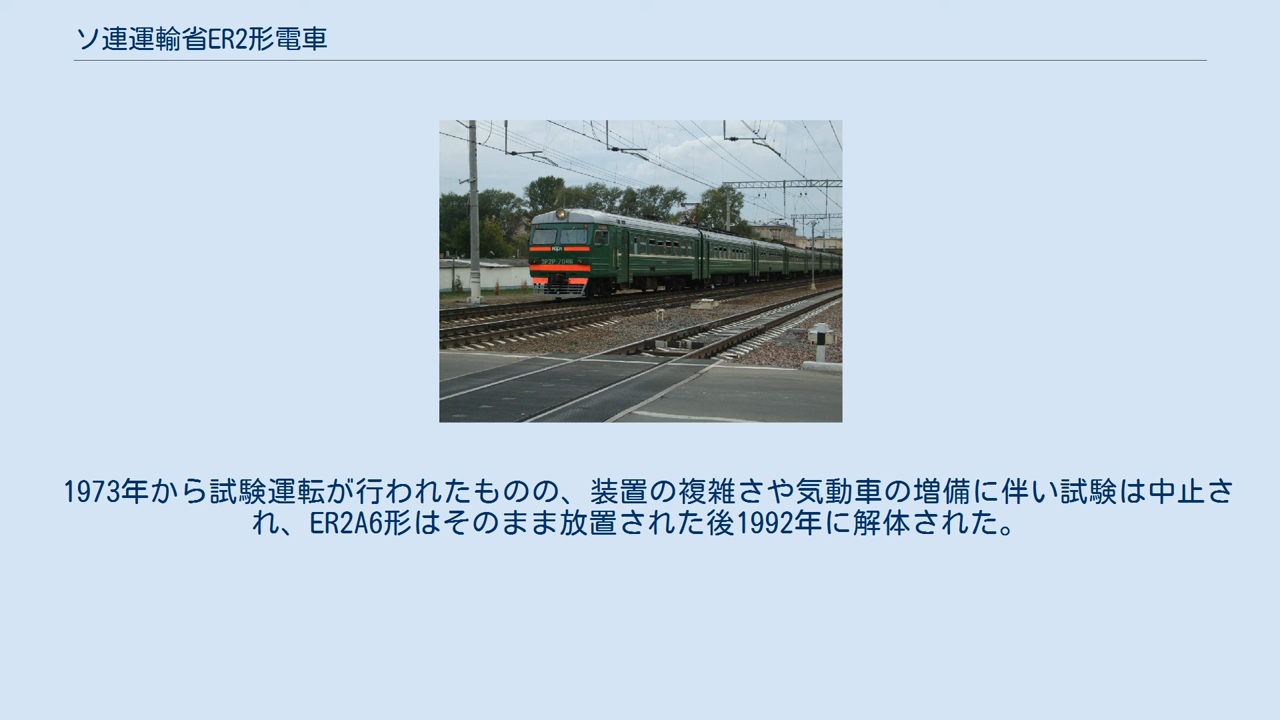 ソ連運輸省ER2形電車
1973年から試験運転が行われたものの、装置の複雑さや気動車の増備に伴い試験は中止さ
れ、ER2A6形はそのまま放置された後1992年に解体された。